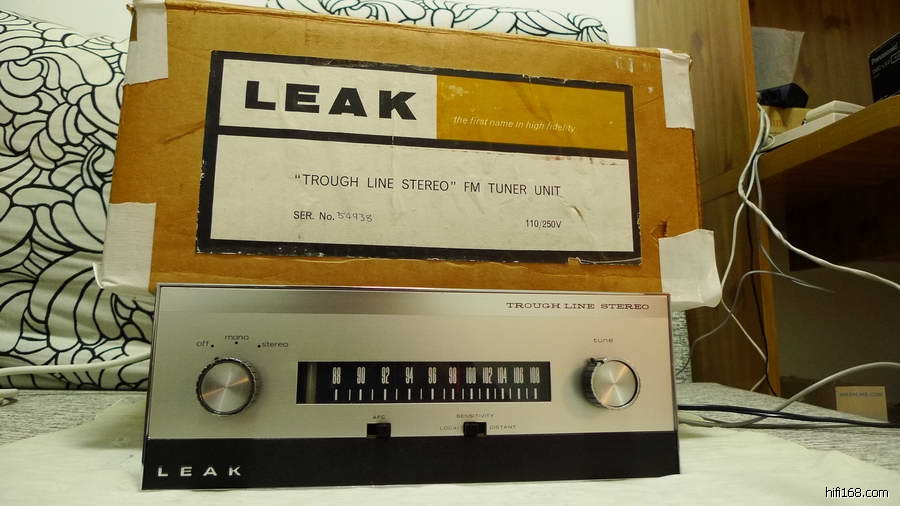 LEAK
the first name in high fidelity
"TROUGH LINE STEREO" FM TUNER UNIT
SER. No. 54938
110/250V
Panasonic
TROUGH LINE STEREO
off mono stereo
tune
88 90 92 94 96 98 100 102 104 106 108
AFC
SENSITIVITY
LOCAL DISTANT
LEAK
hifi168.com